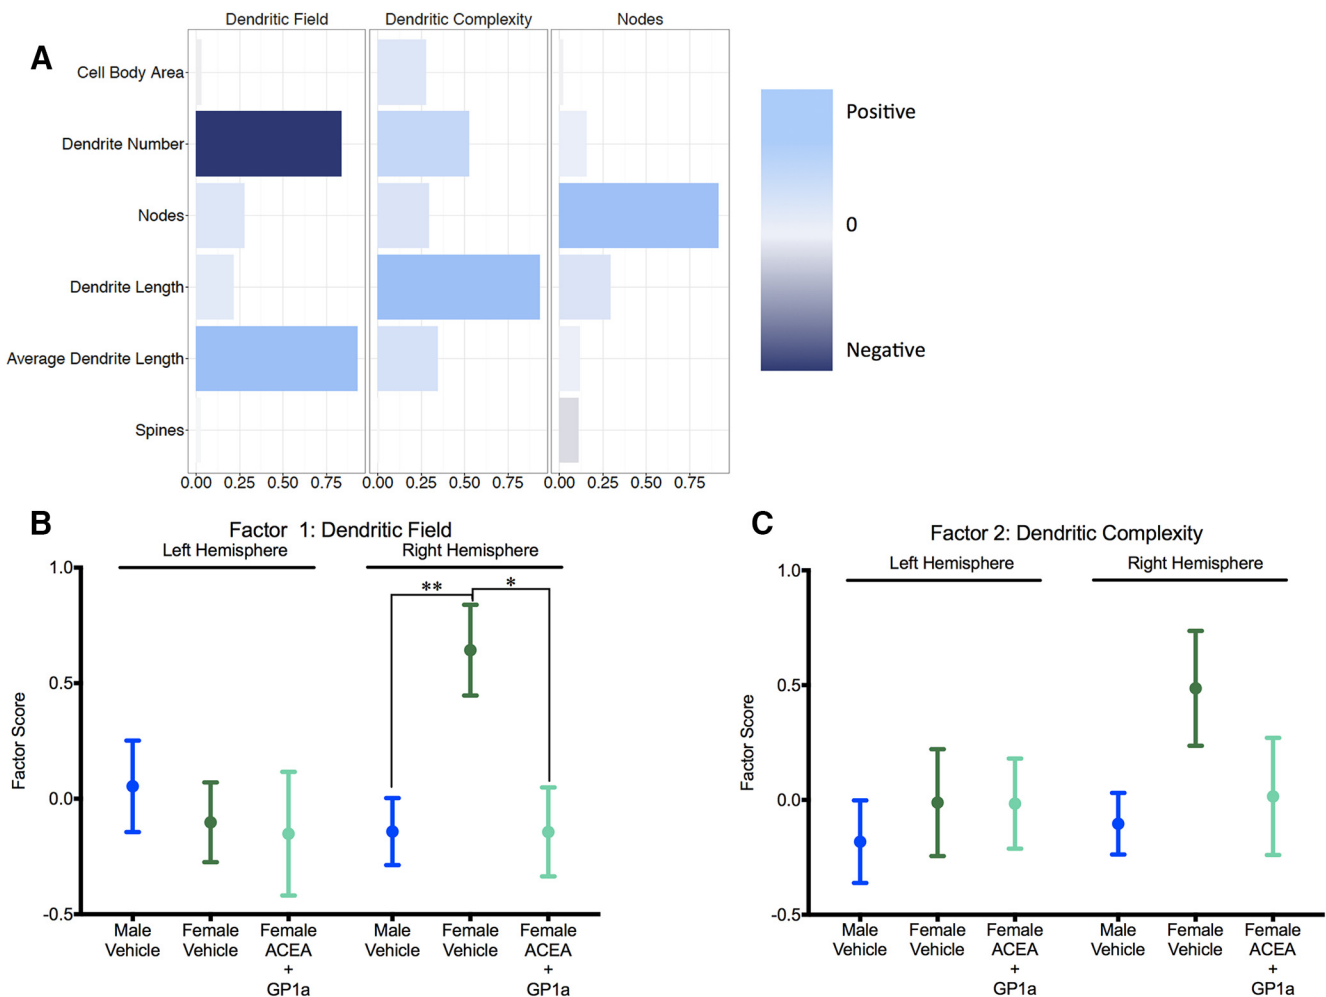 A
Dendritic Field
Dendritic Complexity
Nodes
Cell Body Area
Dendrite Number
Nodes
Dendrite Length
Average Dendrite Length
Spines
0.00 0.25 0.50 0.75
0.00 0.25 0.50 0.75
0.00 0.25 0.50 0.75
Positive
0
Negative
B
Factor 1: Dendritic Field
Left Hemisphere
Right Hemisphere
** *
1.0
0.5
0.0
-0.5
Factor Score
Male
Vehicle
Female
Vehicle
Female
ACEA
+
GP1a
Male
Vehicle
Female
Vehicle
Female
ACEA
+
GP1a
C
Factor 2: Dendritic Complexity
Left Hemisphere
Right Hemisphere
1.0
0.5
0.0
-0.5
Factor Score
Male
Vehicle
Female
Vehicle
Female
ACEA
+
GP1a
Male
Vehicle
Female
Vehicle
Female
ACEA
+
GP1a